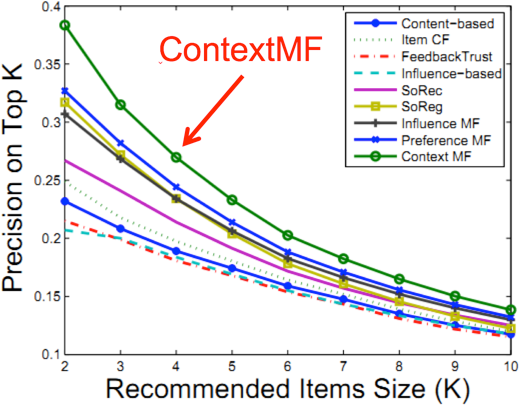 0.4
0.35
0.3
0.25
0.2
0.15
0.1
Precision on Top K
ContextMF
Content-based
Item CF
FeedbackTrust
Influence-based
SoRec
SoReg
Influence MF
Preference MF
Context MF
2 3 4 5 6 7 8 9 10
Recommended Items Size (K)